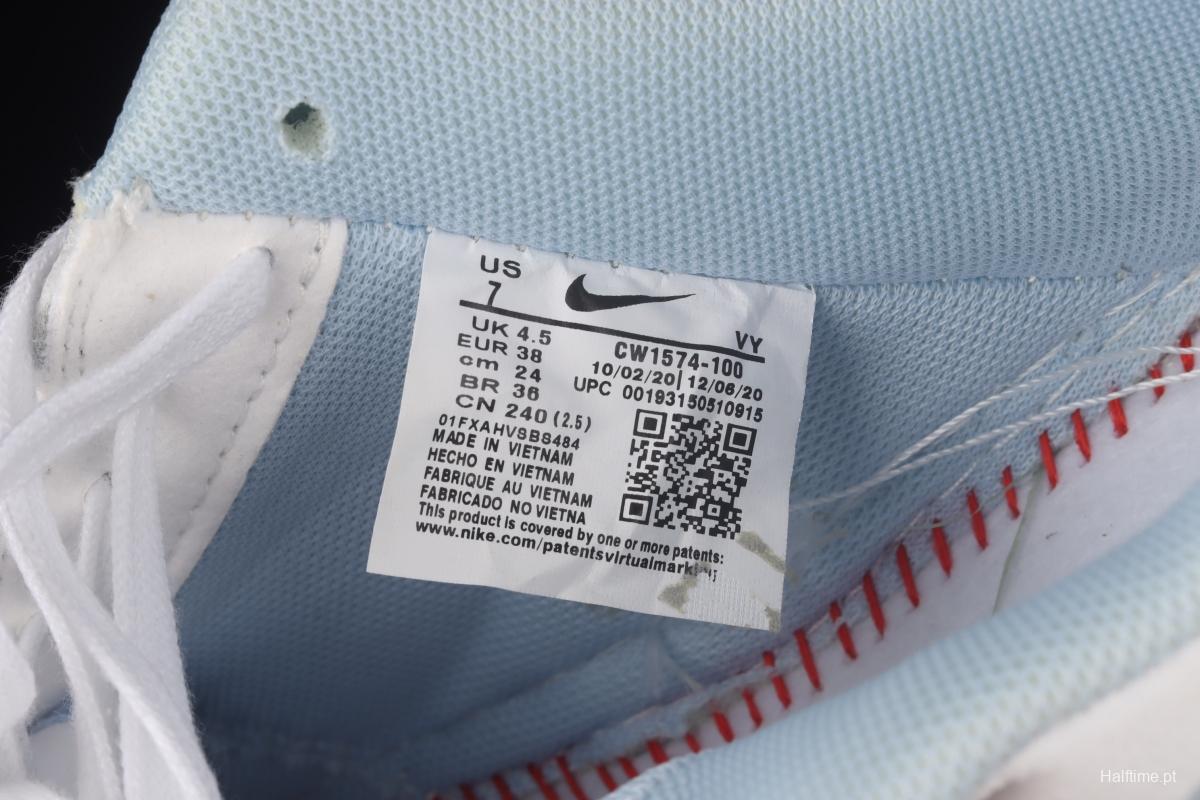 US
7
VY
UK 4.5
EUR 38
cm 24
BR 36
CN 240 (2.5)
CW1574-100
10/02/20| 12/06/20
UPC 00193150510915
01FXAHVSBS484
MADE IN VIETNAM
HECHO EN VIETNAM
FABRIQUE AU VIETNAM
FABRICADO NO VIETNA
This product is covered by one or more patents:
Halftime.pt